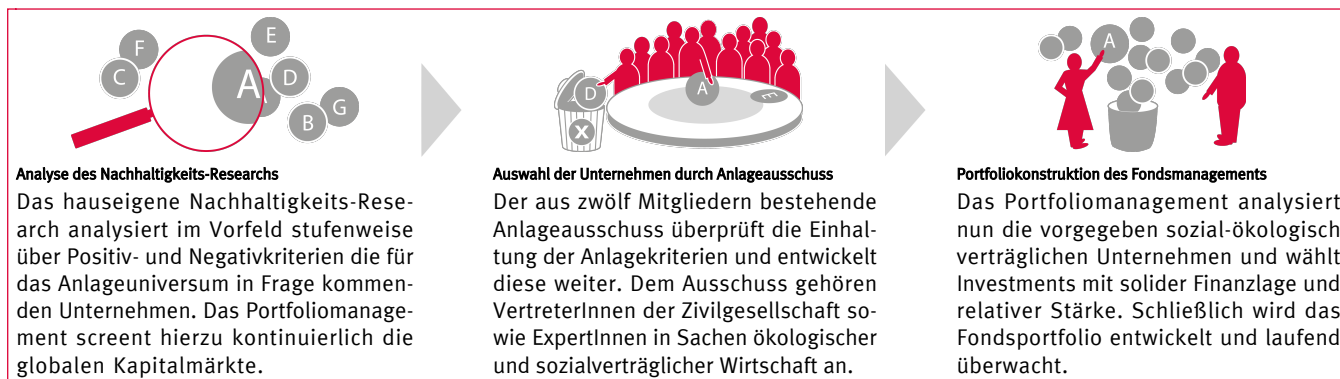 F
C
E
A
D
B
G
A
D
X
A
E
A
Analyse des Nachhaltigkeits-Researchs
Das hauseigene Nachhaltigkeits-Rese-
arch analysiert im Vorfeld stufenweise
über Positiv- und Negativkriterien die für
das Anlageuniversum in Frage kommen-
den Unternehmen. Das Portfoliomanage-
ment screent hierzu kontinuierlich die
globalen Kapitalmärkte.
Auswahl der Unternehmen durch Anlageausschuss
Der aus zwölf Mitgliedern bestehende
Anlageausschuss überprüft die Einhal-
tung der Anlagekriterien und entwickelt
diese weiter. Dem Ausschuss gehören
VertreterInnen der Zivilgesellschaft so-
wie ExpertInnen in Sachen ökologischer
und sozialverträglicher Wirtschaft an.
Portfoliokonstruktion des Fondsmanagements
Das Portfoliomanagement analysiert
nun die vorgegeben sozial-ökologisch
verträglichen Unternehmen und wählt
Investments mit solider Finanzlage und
relativer Stärke. Schließlich wird das
Fondsportfolio entwickelt und laufend
überwacht.